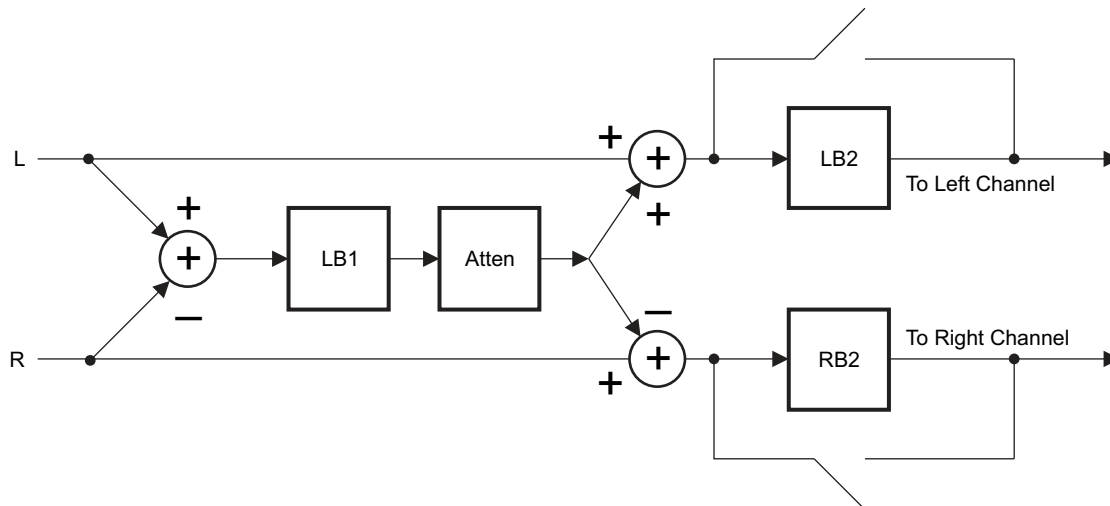 L
+
+
LB2
To Left Channel
+
+
+
LB1
Atten
−
−
R
+
+
RB2
To Right Channel